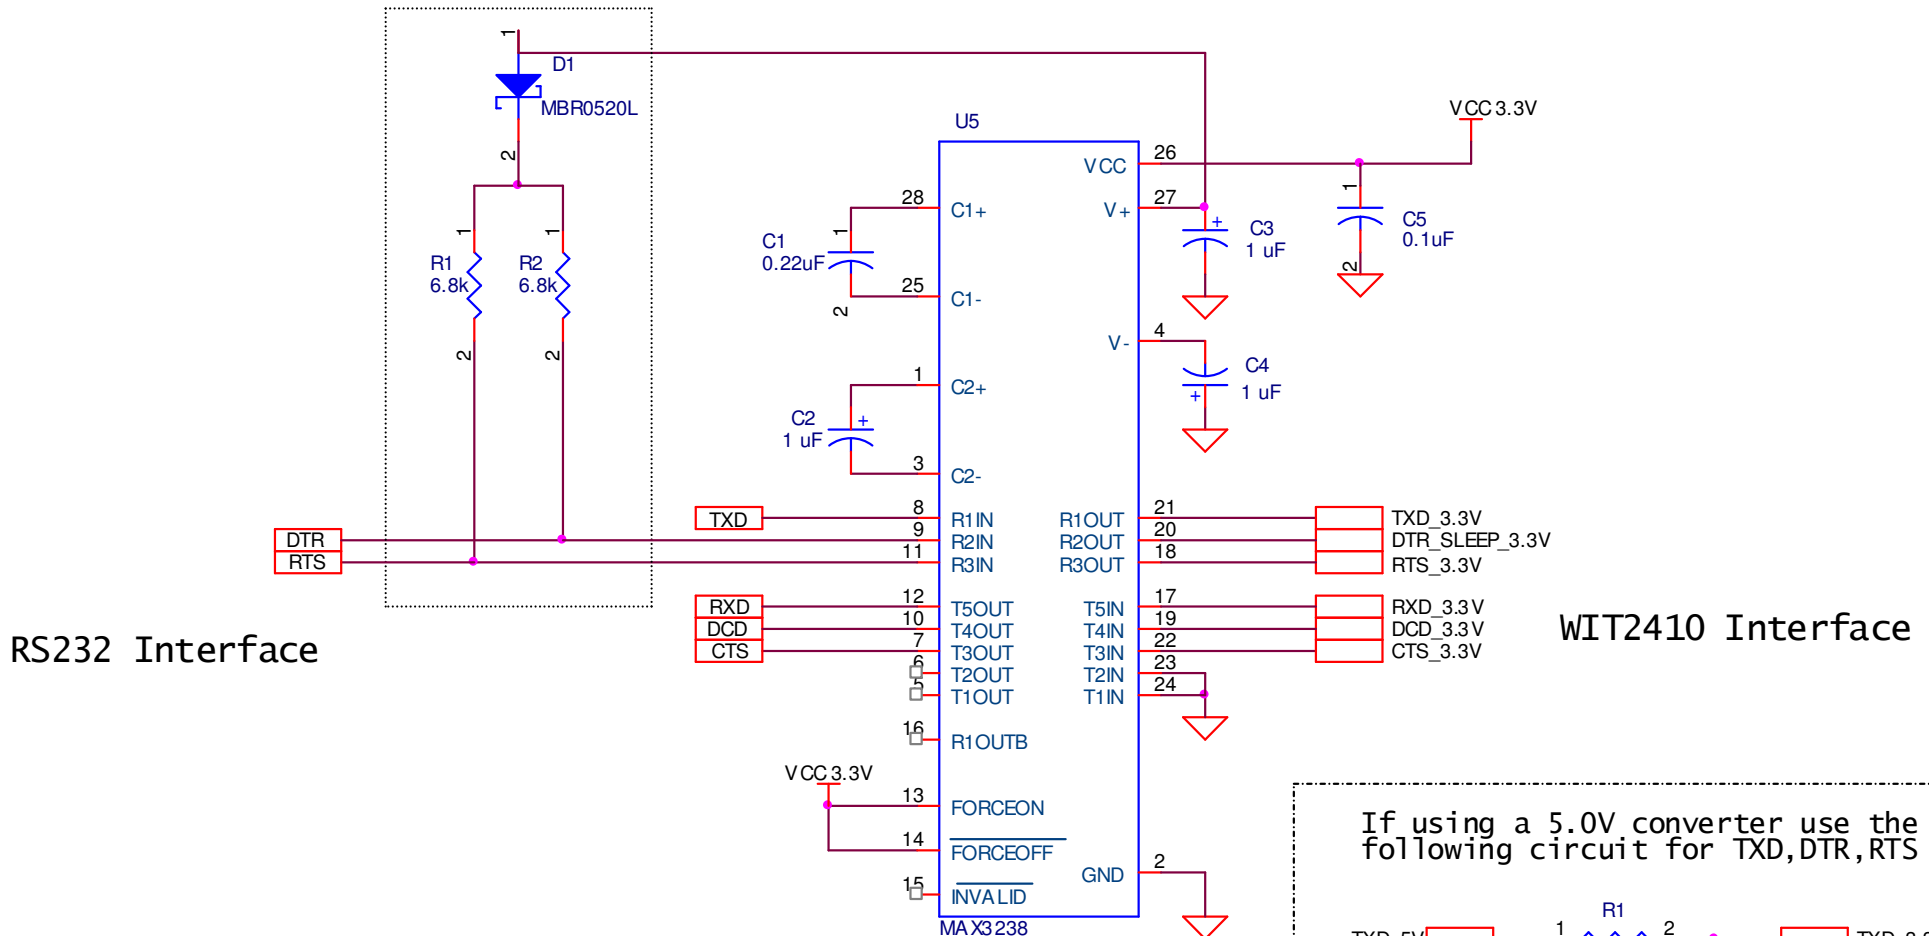 1
D1
MBR0520L
2
1
R1
6.8k
2
1
R2
6.8k
2
DTR
RTS
RS232 Interface
U5
VCC 3.3V
28
C1+
1
C1
0.22uF
2
25
C1-
1
C2+
C2
+
1 uF
3
C2-
TXD
8
R1IN
9
R2IN
11
R3IN
RXD
12
T5OUT
DCD
10
T4OUT
CTS
7
T3OUT
6
T2OUT
5
T1OUT
16
R1OUTB
VCC 3.3V
13
FORCEON
14
FORCEOFF
15
INVALID
MAX3238
VCC
26
V+
27
+
C3
1 uF
1
C5
0.1uF
2
V-
4
C4
1 uF
+
R1OUT
21
TXD_3.3V
R2OUT
20
DTR_SLEEP_3.3V
R3OUT
18
RTS_3.3V
T5IN
17
RXD_3.3V
T4IN
19
DCD_3.3V
T3IN
22
CTS_3.3V
T2IN
23
T1IN
24
GND
2
WIT2410 Interface
If using a 5.0V converter use the
following circuit for TXD,DTR,RTS
R1
1
2